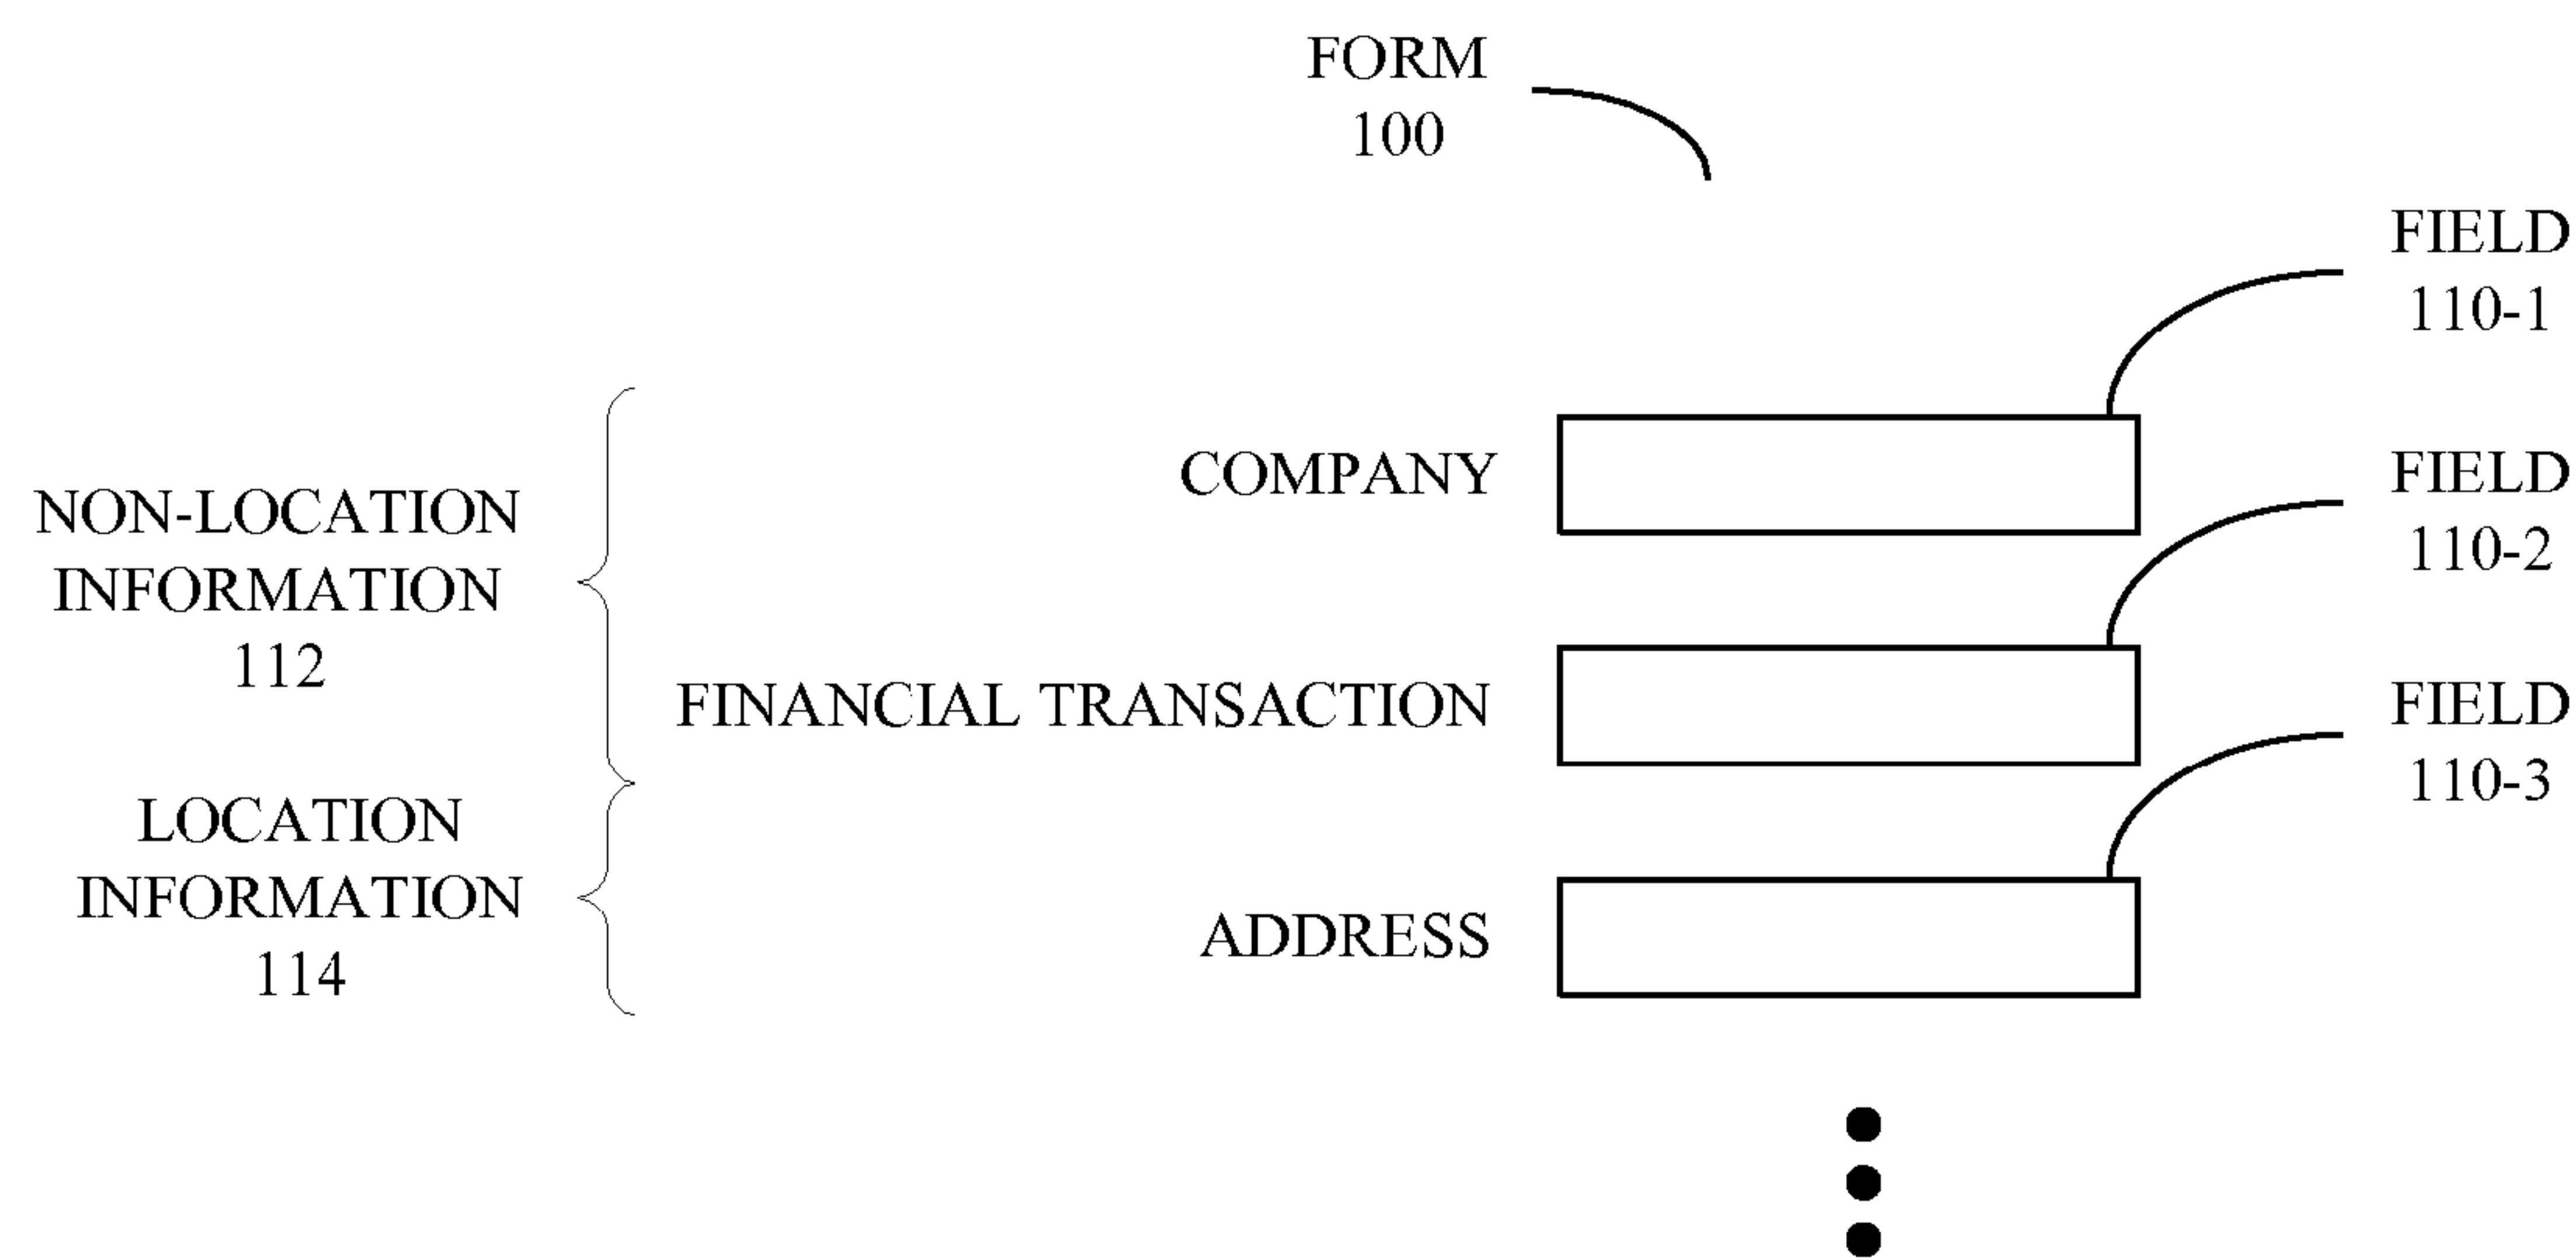 FORM
100
FIELD
110-1
COMPANY
FIELD
110-2
NON-LOCATION
INFORMATION
112
FINANCIAL TRANSACTION
FIELD
110-3
LOCATION
INFORMATION
114
ADDRESS